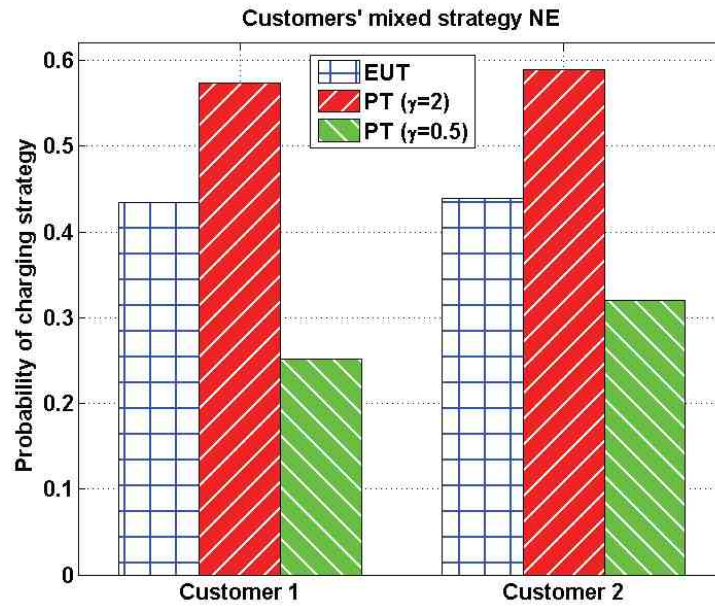 Customers' mixed strategy NE
Probability of charging strategy
0.6
0.5
0.4
0.3
0.2
0.1
0
EUT
PT (γ=2)
PT (γ=0.5)
Customer 1
Customer 2